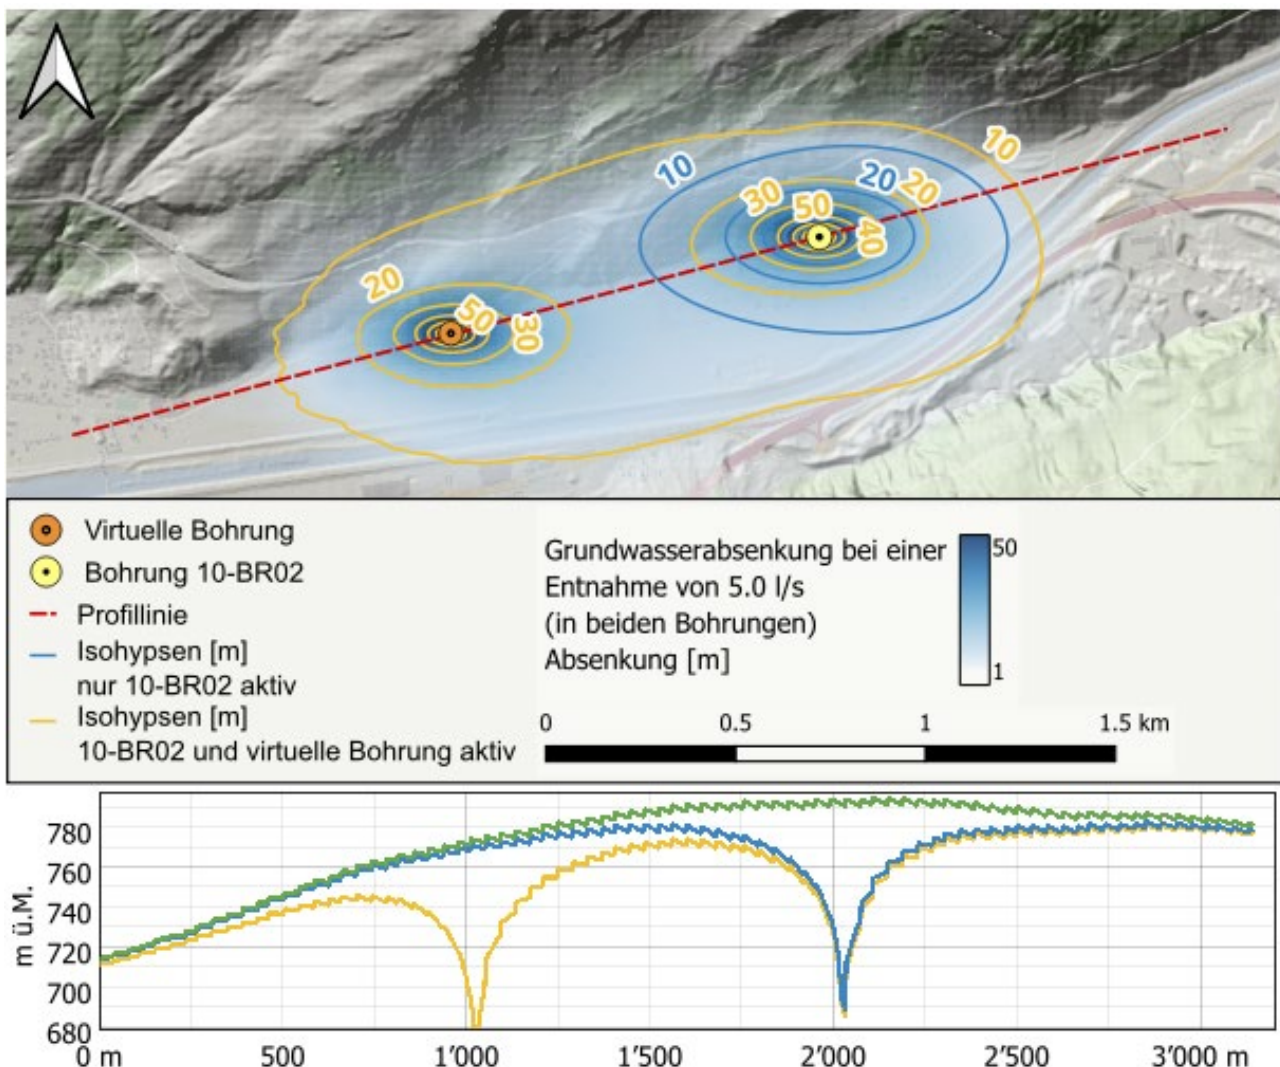 10
20
20
10
30
50
40
20
50
30
Virtuelle Bohrung
Bohrung 10-BR02
Profillinie
Isohypsen [m]
nur 10-BR02 aktiv
Isohypsen [m]
10-BR02 und virtuelle Bohrung aktiv
Grundwasserabsenkung bei einer
Entnahme von 5.0 l/s
(in beiden Bohrungen)
Absenkung [m]
50
1
0 0.5 1 1.5 km
m ü.M.
780
760
740
720
700
680
0 m 500 1'000 1'500 2'000 2'500 3'000 m